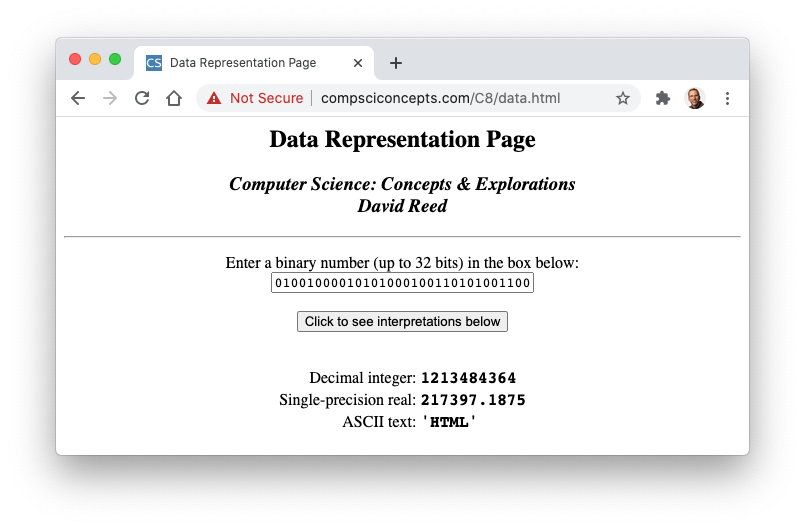 CS Data Representation Page
Not Secure compsciconcepts.com/C8/data.html
Data Representation Page
Computer Science: Concepts & Explorations
David Reed
Enter a binary number (up to 32 bits) in the box below:
01001000010101000100110101001100
Click to see interpretations below
Decimal integer: 1213484364
Single-precision real: 217397.1875
ASCII text: 'HTML'